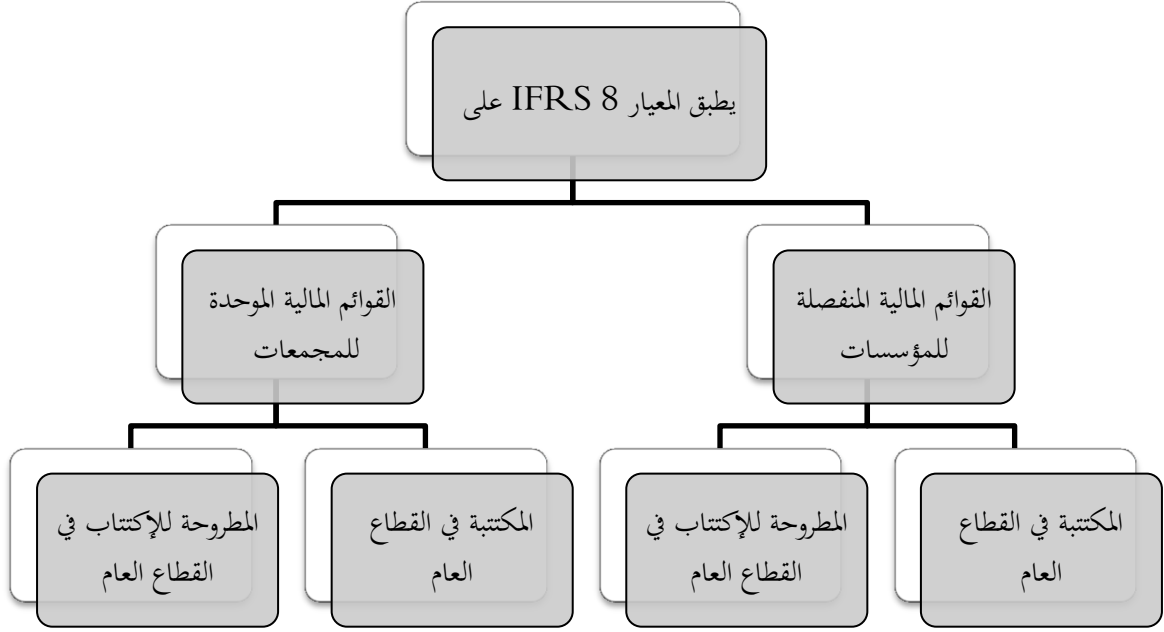 يطبق المعيار IFRS 8 على
القوائم المالية المنفصلة
للمؤسسات
القوائم المالية الموحدة
للمجمعات
المكتتبة في القطاع
العام
المطروحة للإكتتاب في
القطاع العام
المكتتبة في القطاع
العام
المطروحة للإكتتاب في
القطاع العام